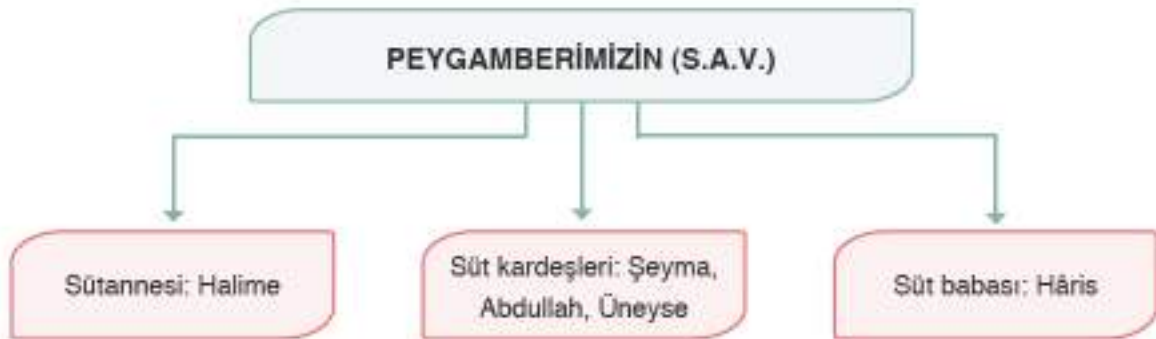 PEYGAMBERİMİZİN (S.A.V.)
Sütannesi: Halime
Süt kardeşleri: Şeyma,
Abdullah, Üneyse
Süt babası: Hâris